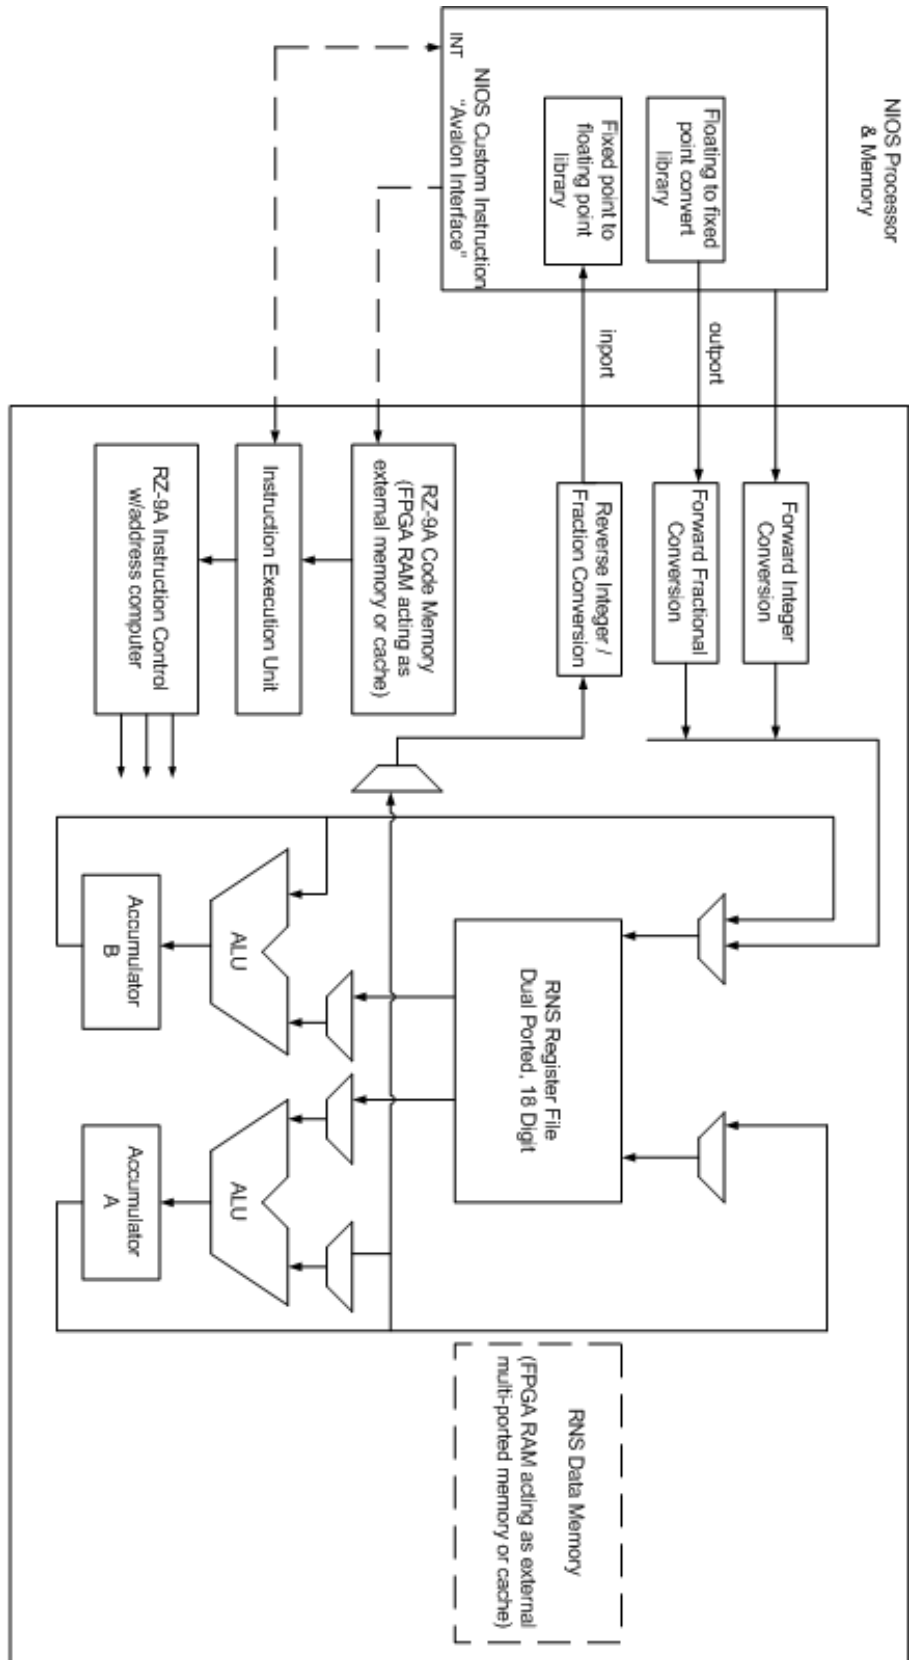 NIOS Processor
& Memory
Floating to fixed
point convert
library
Fixed point to
floating point
library
NIOS Custom Instruction
"Avalon Interface"
INT
outport
inport
Forward Integer
Conversion
Forward Fractional
Conversion
Reverse Integer /
Fraction Conversion
RZ-9A Code Memory
(FPGA RAM acting as
external memory or cache)
Instruction Execution Unit
RZ-9A Instruction Control
w/address computer
RNS Register File
Dual Ported, 18 Digit
ALU
Accumulator
B
ALU
Accumulator
A
RNS Data Memory
(FPGA RAM acting as external
multi-ported memory or cache)